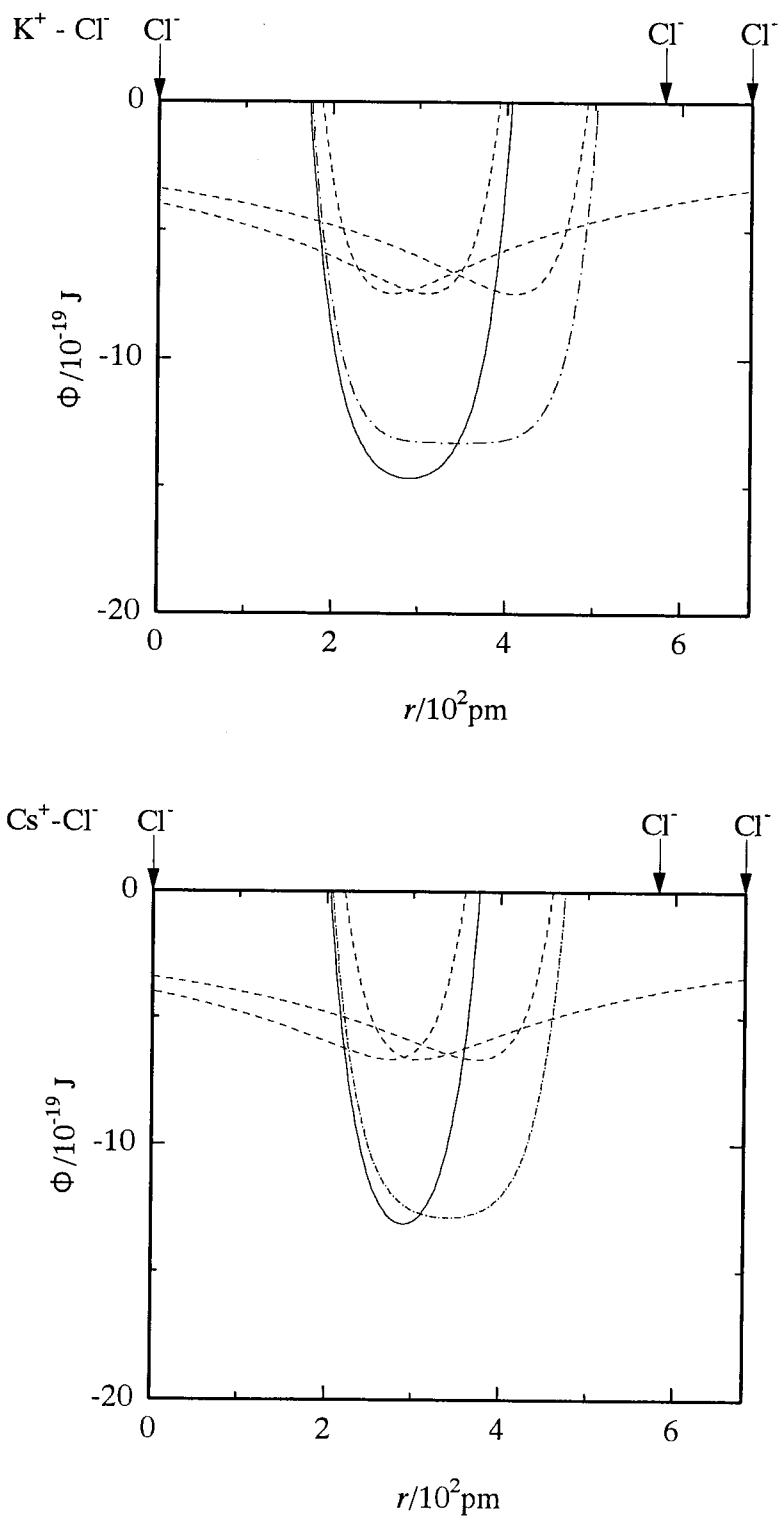 K⁺ - Cl⁻ Cl⁻ Cl⁻ Cl⁻
0
-10
-20
Φ/10⁻¹⁹ J
0 2 4 6
r/10²pm
Cs⁺-Cl⁻ Cl⁻ Cl⁻ Cl⁻
0
-10
-20
Φ/10⁻¹⁹ J
0 2 4 6
r/10²pm